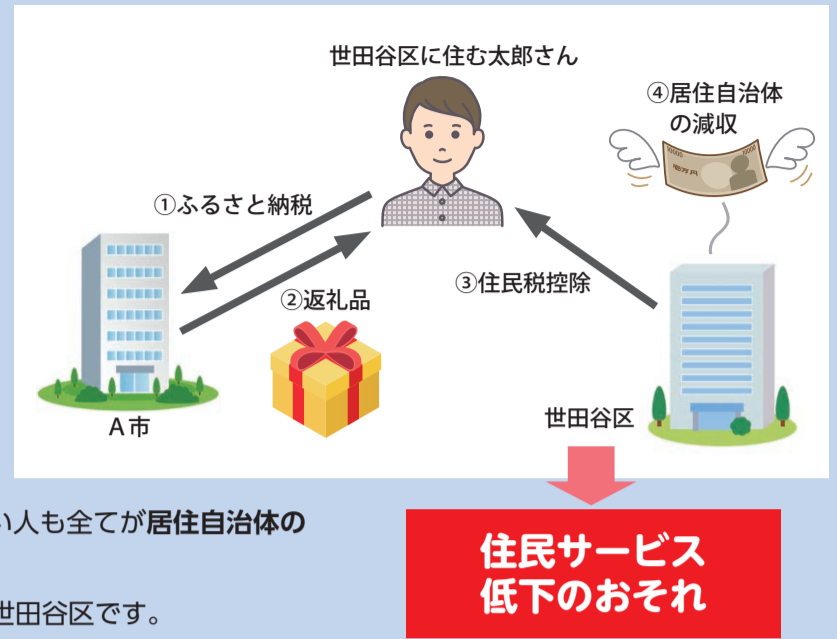 世田谷区に住む太郎さん
④居住自治体
の減収
①ふるさと納税
②返礼品
③住民税控除
A市
世田谷区
い人も全てが居住自治体の
世田谷区です。
住民サービス
低下のおそれ